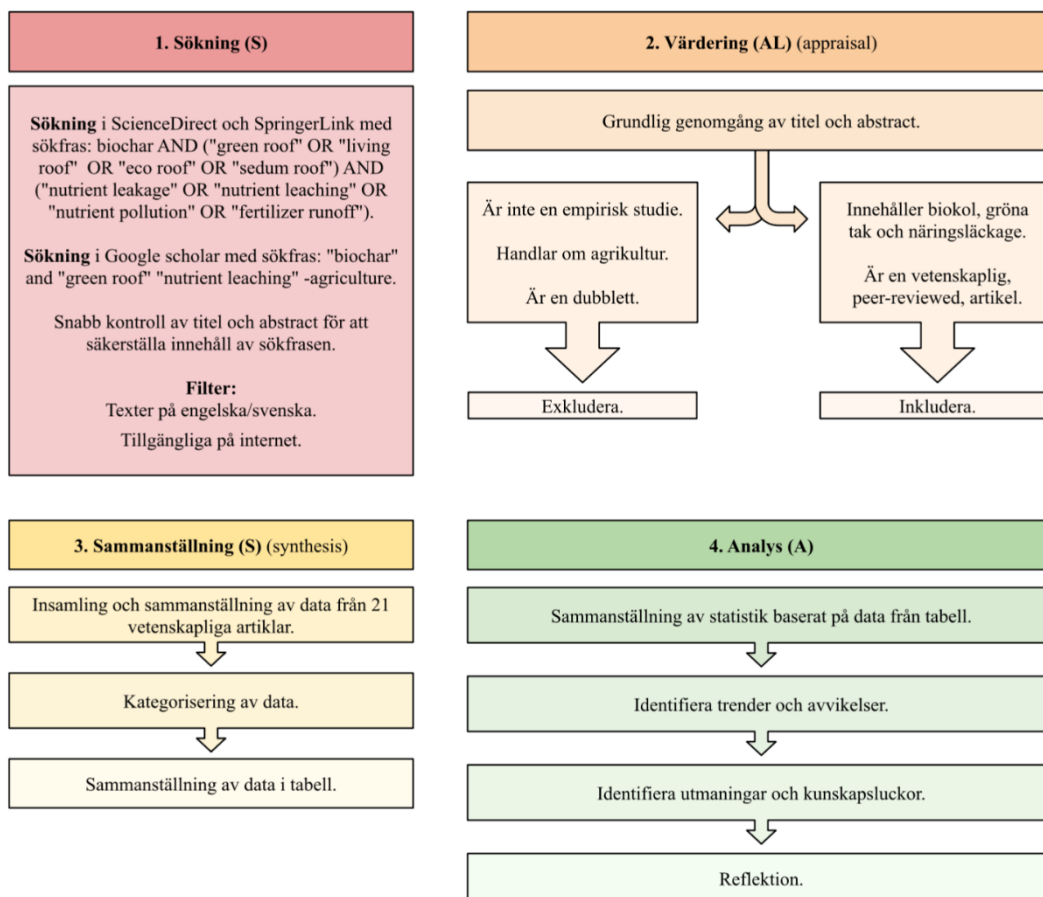 1. Sökning (S)
Sökning i ScienceDirect och SpringerLink med
sökfras: biochar AND ("green roof" OR "living
roof" OR "eco roof" OR "sedum roof") AND
("nutrient leakage" OR "nutrient leaching" OR
"nutrient pollution" OR "fertilizer runoff").
Sökning i Google scholar med sökfras: "biochar"
and "green roof" "nutrient leaching" -agriculture.
Snabb kontroll av titel och abstract för att
säkerställa innehåll av sökfrasen.
Filter:
Texter på engelska/svenska.
Tillgängliga på internet.
2. Värdering (AL) (appraisal)
Grundlig genomgång av titel och abstract.
Är inte en empirisk studie.
Handlar om agrikultur.
Är en dubblett.
Exkludera.
Innehåller biokol, gröna
tak och näringsläckage.
Är en vetenskaplig,
peer-reviewed, artikel.
Inkludera.
3. Sammanställning (S) (synthesis)
Insamling och sammanställning av data från 21
vetenskapliga artiklar.
Kategorisering av data.
Sammanställning av data i tabell.
4. Analys (A)
Sammanställning av statistik baserat på data från tabell.
Identifiera trender och avvikelser.
Identifiera utmaningar och kunskapsluckor.
Reflektion.